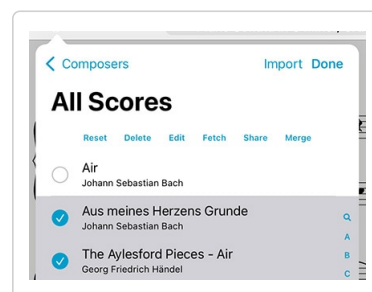 Composers Import Done
All Scores
Reset Delete Edit Fetch Share Merge
Air
Johann Sebastian Bach
Aus meines Herzens Grunde
Johann Sebastian Bach
The Aylesford Pieces - Air
Georg Friedrich Händel
A
B
C